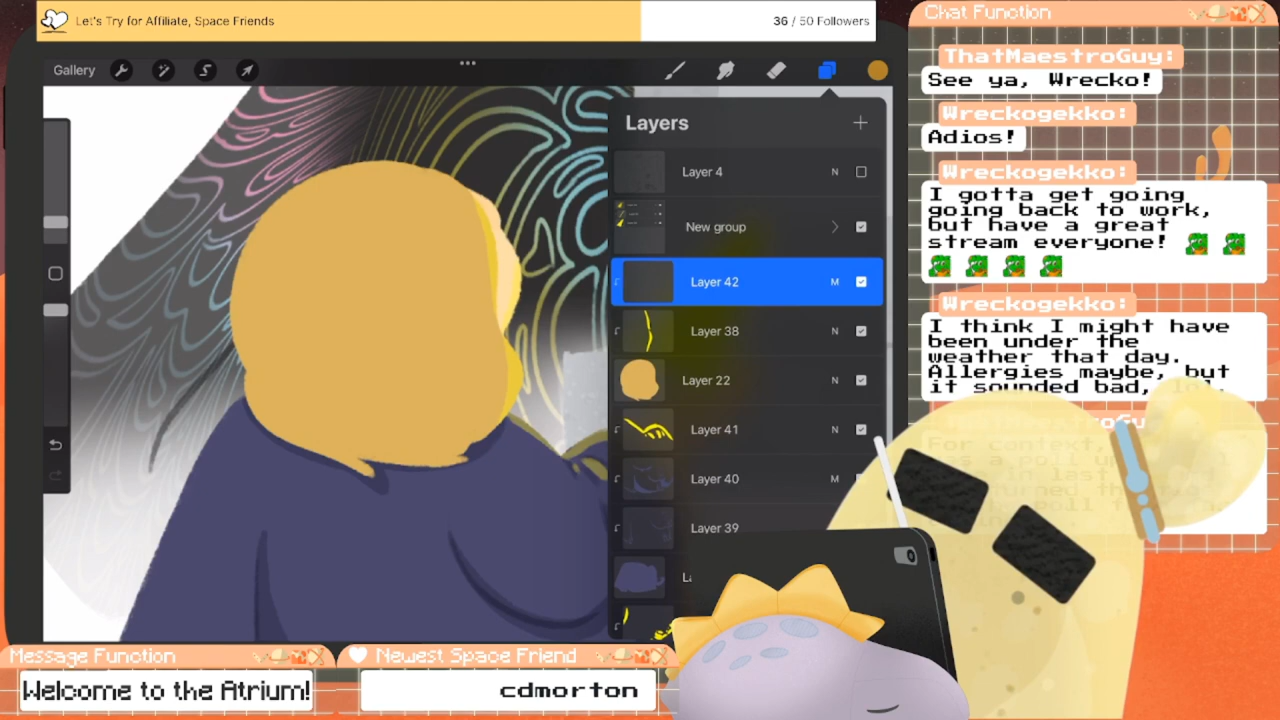 Let's Try for Affiliate, Space Friends
36 / 50 Followers
Gallery
Layers
Layer 4
N
New group
Layer 42
M
Layer 38
N
Layer 22
N
Layer 41
N
Layer 40
M
Layer 39
Chat Function
ThatMaestroGuy:
See ya, Wrecko!
Wreckogekko:
Adios!
Wreckogekko:
I gotta get going
going back to work,
but have a great
stream everyone!
Wreckogekko:
I think I might have
been under the
weather that day.
Allergies maybe, but
it sounded bad, lol.
For context,
Message Function
Welcome to the Atrium!
Newest Space Friend
cdmorton